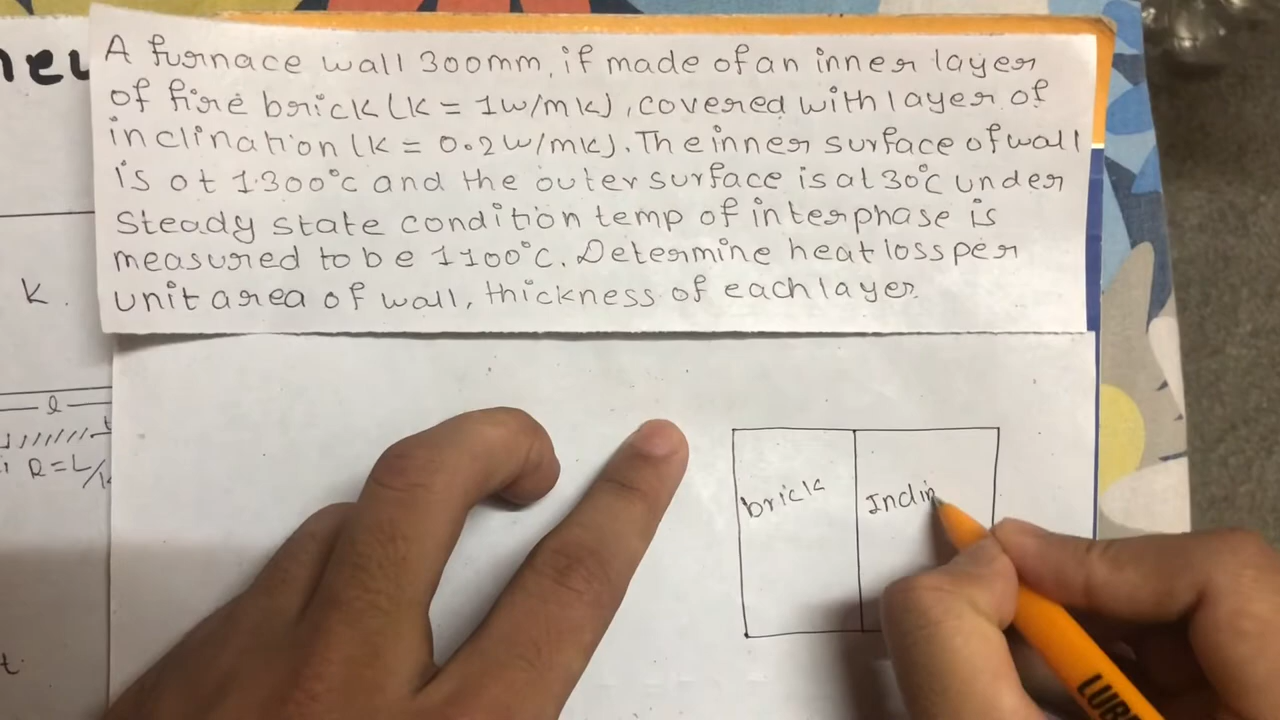 A furnace wall 300mm, if made of an inner layer
of fire brick (K = 1w/mk), covered with layer of
inclination (K = 0.2w/mk). The inner surface of wall
is at 1300°c and the outer surface is at 30°c under
Steady state condition temp of interphase is
measured to be 1100°c. Determine heat loss per
unit area of wall, thickness of each layer.
K.
l
R=L/
t.
brick
Inclin
LUB